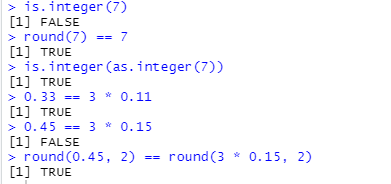 > is.integer(7)
[1] FALSE
> round(7) == 7
[1] TRUE
> is.integer(as.integer(7))
[1] TRUE
> 0.33 == 3 * 0.11
[1] TRUE
> 0.45 == 3 * 0.15
[1] FALSE
> round(0.45, 2) == round(3 * 0.15, 2)
[1] TRUE